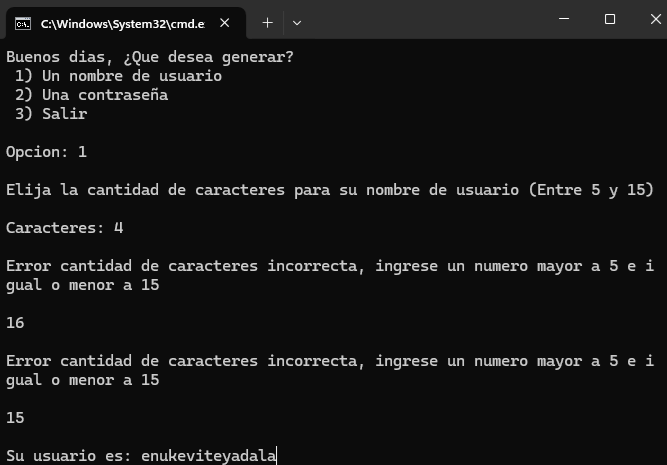 C:\Windows\System32\cmd.e
Buenos dias, ¿Que desea generar?
1) Un nombre de usuario
2) Una contraseña
3) Salir
Opcion: 1
Elija la cantidad de caracteres para su nombre de usuario (Entre 5 y 15)
Caracteres: 4
Error cantidad de caracteres incorrecta, ingrese un numero mayor a 5 e i
gual o menor a 15
16
Error cantidad de caracteres incorrecta, ingrese un numero mayor a 5 e i
gual o menor a 15
15
Su usuario es: enukeviteyadala